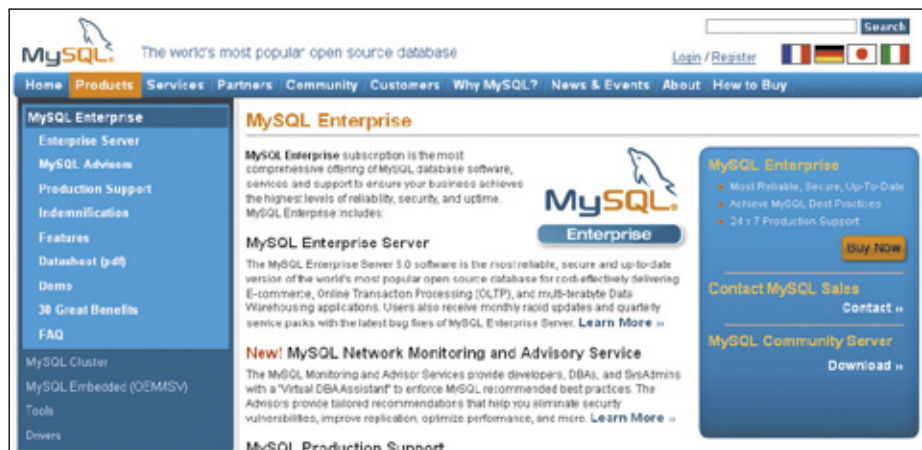 Search
MySQL®
The world's most popular open source database
Login / Register
Home Products Services Partners Community Customers Why MySQL? News & Events About How to Buy
MySQL Enterprise
Enterprise Server
MySQL Advisors
Production Support
Indemnification
Features
Datasheet (pdf)
Demo
30 Great Benefits
FAQ
MySQL Cluster
MySQL Embedded (OEM/ISV)
Tools
Drivers
MySQL Enterprise
MySQL Enterprise subscription is the most
comprehensive offering of MySQL database software,
services and support to ensure your business achieves
the highest levels of reliability, security, and uptime.
MySQL Enterprise includes:
MySQL®
Enterprise
MySQL Enterprise Server
The MySQL Enterprise Server 5.0 software is the most reliable, secure and up-to-date
version of the world's most popular open source database for cost-effectively delivering
E-commerce, Online Transaction Processing (OLTP), and multi-terabyte Data
Warehousing applications. Users also receive monthly rapid updates and quarterly
service packs with the latest bug fixes of MySQL Enterprise Server. Learn More »
New! MySQL Network Monitoring and Advisory Service
The MySQL Monitoring and Advisor Services provide developers, DBAs, and SysAdmins
with a "Virtual DBA Assistant" to enforce MySQL recommended best practices. The
Advisors provide tailored recommendations that help you eliminate security
vulnerabilities, improve replication, optimize performance, and more. Learn More »
MySQL Production Support
MySQL Enterprise
Most Reliable, Secure, Up-To-Date
Achieve MySQL Best Practices
24 x 7 Production Support
Buy Now
Contact MySQL Sales
Contact »
MySQL Community Server
Download »